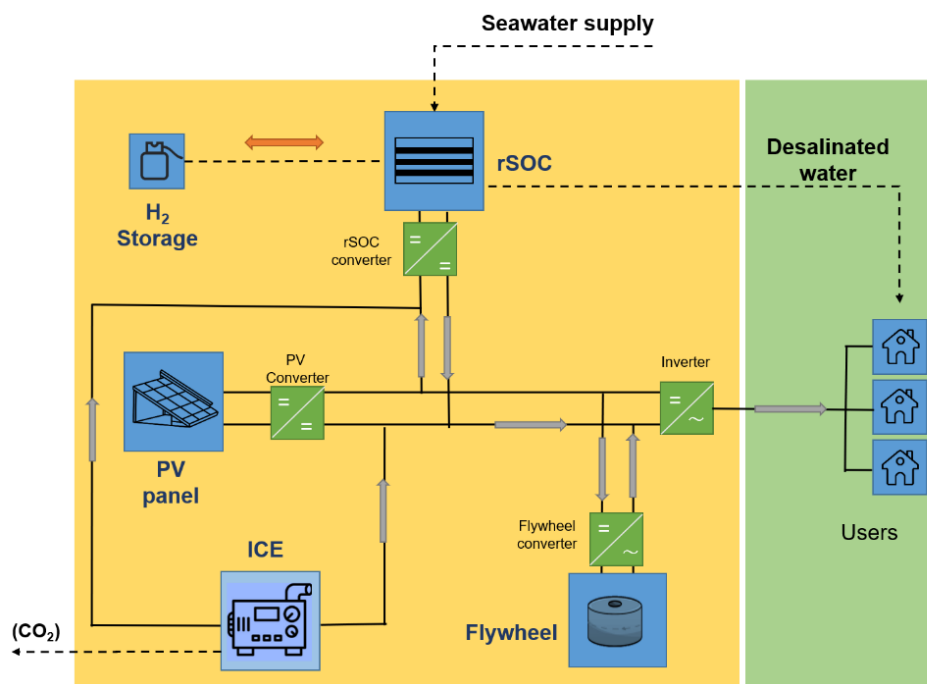 Seawater supply
rSOC
Desalinated
water
H₂
Storage
rSOC
converter
PV
Converter
Inverter
PV
panel
Flywheel
converter
Users
ICE
(CO₂)
Flywheel